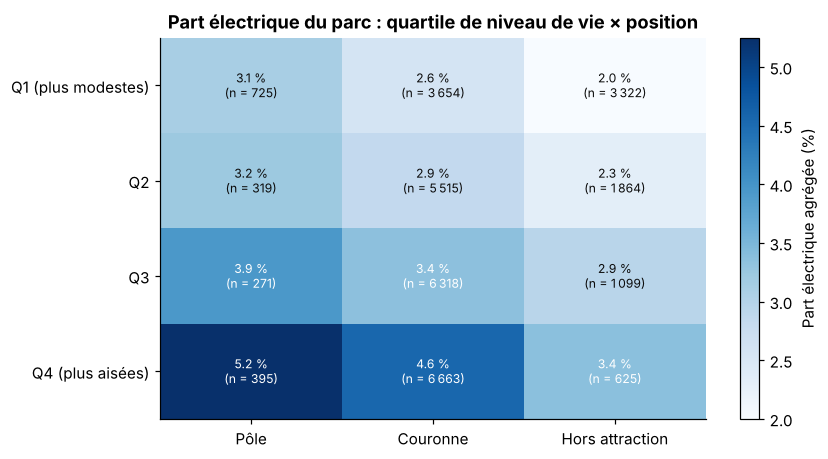 Part électrique du parc : quartile de niveau de vie × position
Q1 (plus modestes)
3.1 %
(n = 725)
2.6 %
(n = 3 654)
2.0 %
(n = 3 322)
Q2
3.2 %
(n = 319)
2.9 %
(n = 5 515)
2.3 %
(n = 1 864)
Q3
3.9 %
(n = 271)
3.4 %
(n = 6 318)
2.9 %
(n = 1 099)
Q4 (plus aisées)
5.2 %
(n = 395)
4.6 %
(n = 6 663)
3.4 %
(n = 625)
Pôle
Couronne
Hors attraction
5.0
4.5
4.0
3.5
3.0
2.5
2.0
Part électrique agrégée (%)